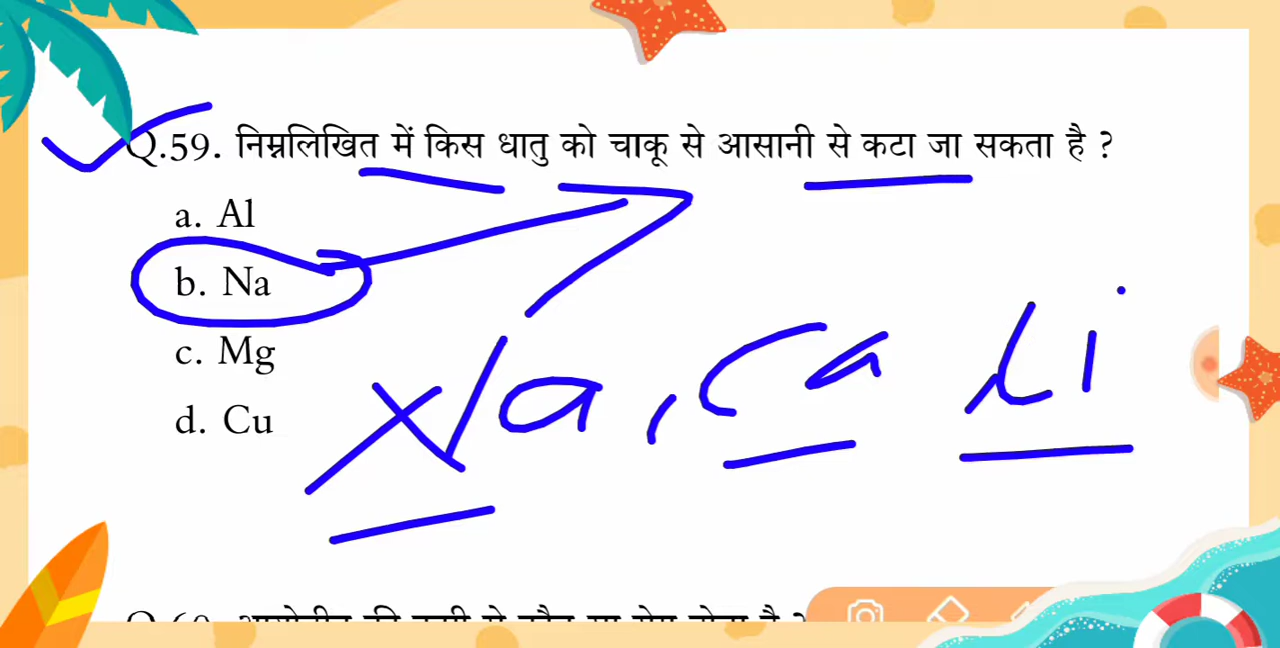 Q.59. निम्नलिखित में किस धातु को चाकू से आसानी से कटा जा सकता है ?
a. Al
b. Na
c. Mg
d. Cu
Na, Ca Li